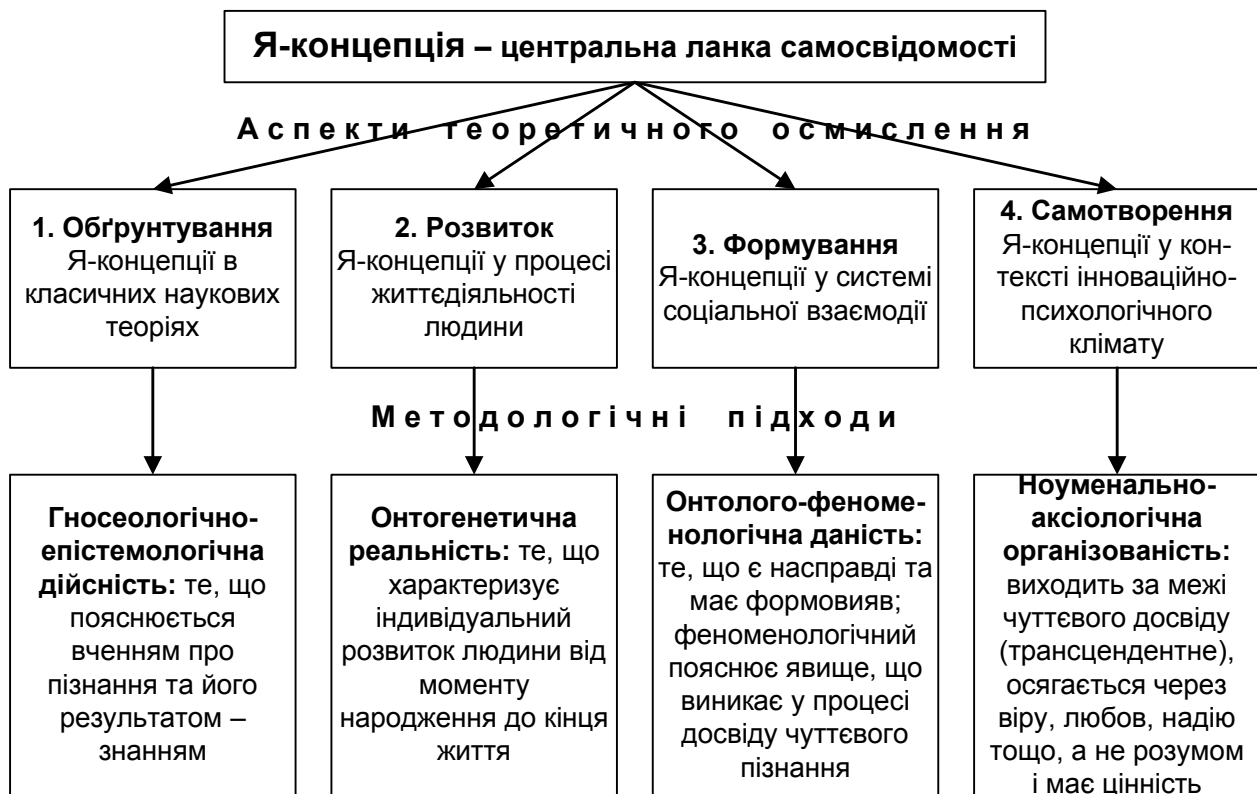 Я-концепція – центральна ланка самосвідомості
Аспекти теоретичного осмислення
1. Обґрунтування
Я-концепції в
класичних наукових
теоріях
2. Розвиток
Я-концепції у процесі
життєдіяльності
людини
3. Формування
Я-концепції у системі
соціальної взаємодії
4. Самотворення
Я-концепції у кон-
тексті інноваційно-
психологічного
клімату
Методологічні підходи
Гносеологічно-
епістемологічна
дійсність: те, що
пояснюється
вченням про
пізнання та його
результатом –
знанням
Онтогенетична
реальність: те, що
характеризує
індивідуальний
розвиток людини від
моменту
народження до кінця
життя
Онтолого-феноме-
нологічна даність:
те, що є насправді та
має формовияв;
феноменологічний
пояснює явище, що
виникає у процесі
досвіду чуттєвого
пізнання
Ноуменально-
аксіологічна
організованість:
виходить за межі
чуттєвого досвіду
(трансцендентне),
осягається через
віру, любов, надію
тощо, а не розумом
і має цінність